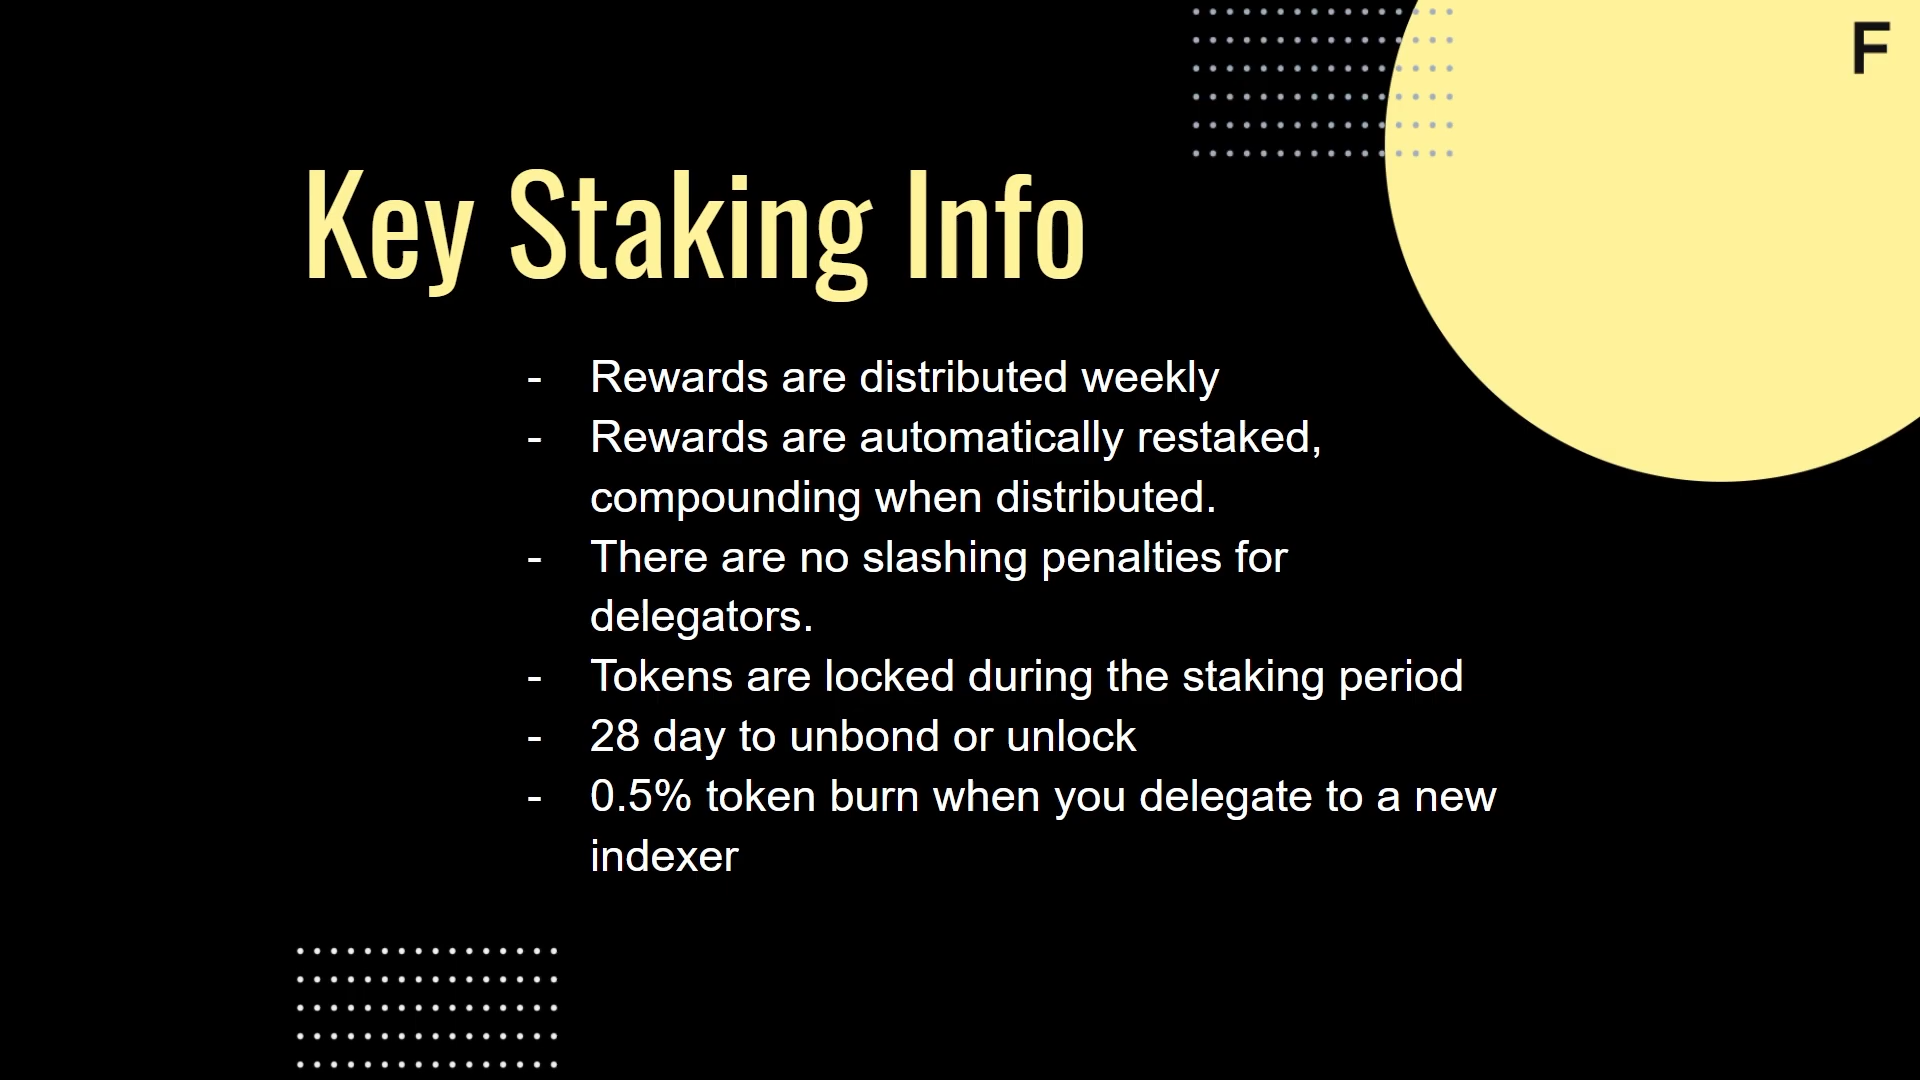 F
Key Staking Info
- Rewards are distributed weekly
- Rewards are automatically restaked,
compounding when distributed.
- There are no slashing penalties for
delegators.
- Tokens are locked during the staking period
- 28 day to unbond or unlock
- 0.5% token burn when you delegate to a new
indexer